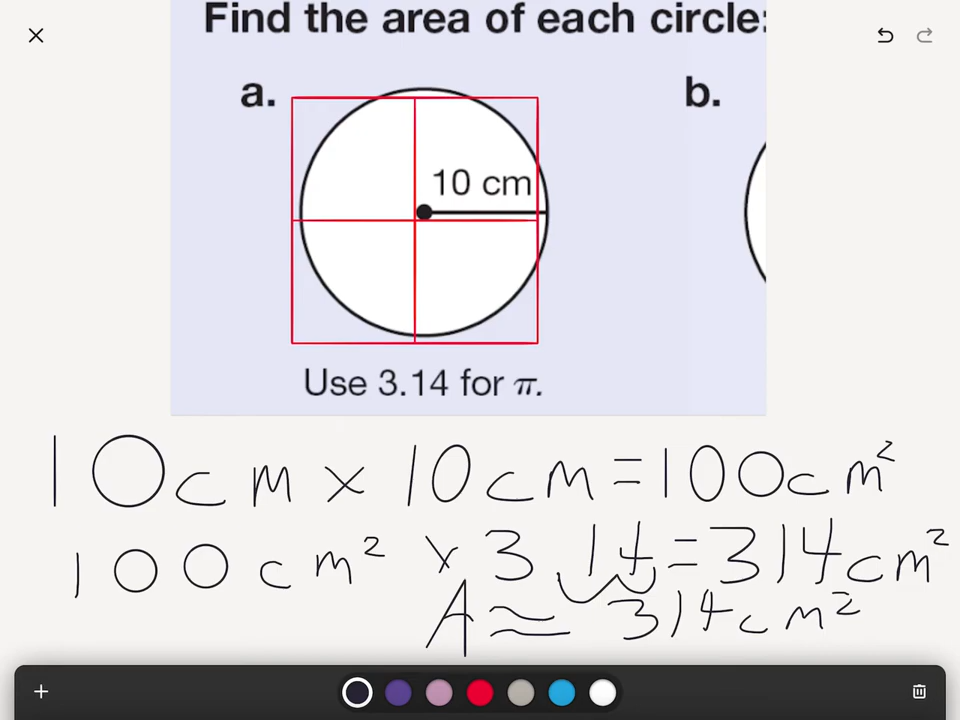 Find the area of each circle:
a.
b.
10 cm
Use 3.14 for π.
10cm x 10cm=100cm²
100cm² x 3.14=314cm²
A≈ 314cm²